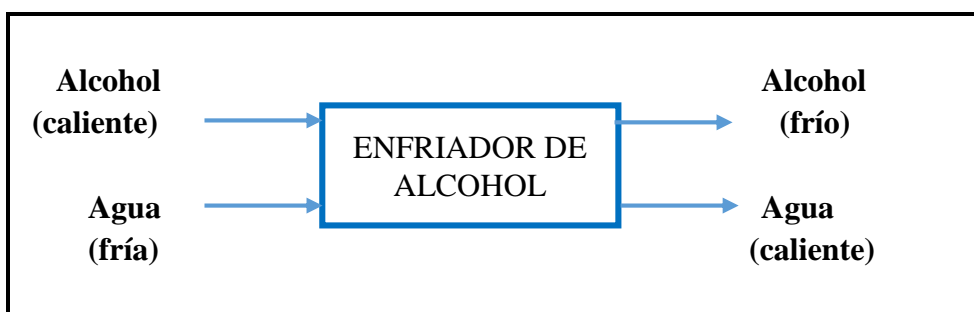 Alcohol
(caliente)
Alcohol
(frío)
ENFRIADOR DE
ALCOHOL
Agua
(fría)
Agua
(caliente)